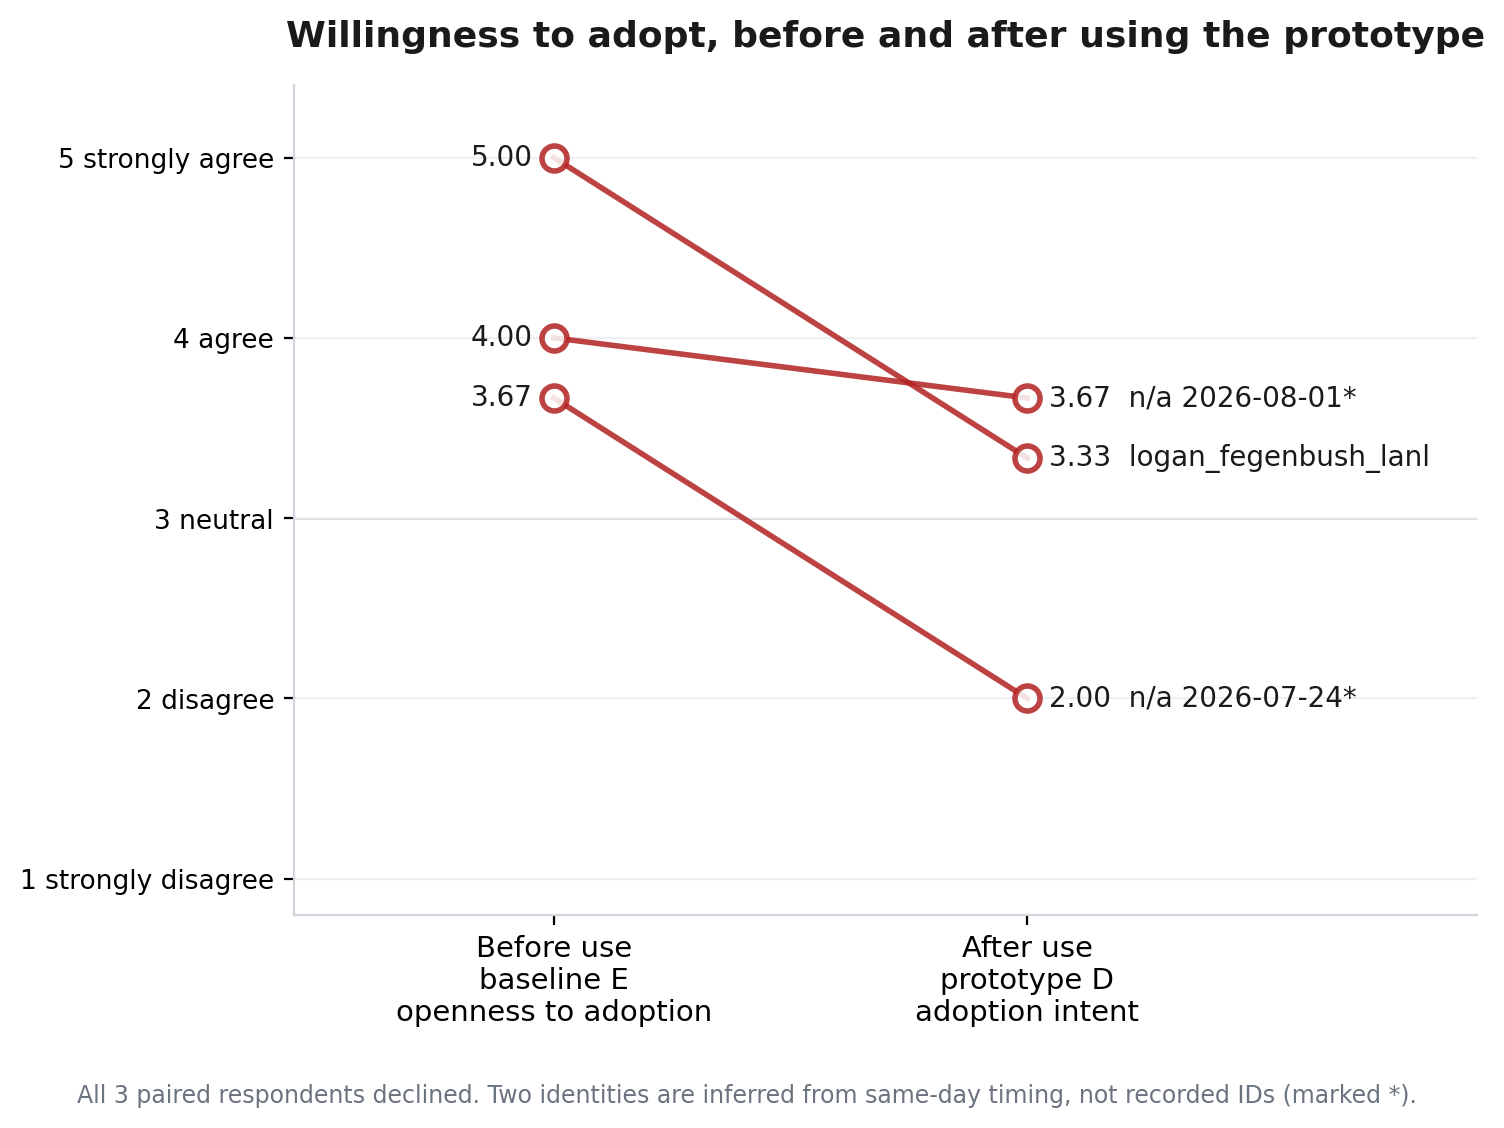 Willingness to adopt, before and after using the prototype
5 strongly agree
4 agree
3 neutral
2 disagree
1 strongly disagree
5.00
4.00
3.67
3.67 n/a 2026-08-01*
3.33 logan_fegenbush_lanl
2.00 n/a 2026-07-24*
Before use
baseline E
openness to adoption
After use
prototype D
adoption intent
All 3 paired respondents declined. Two identities are inferred from same-day timing, not recorded IDs (marked *).